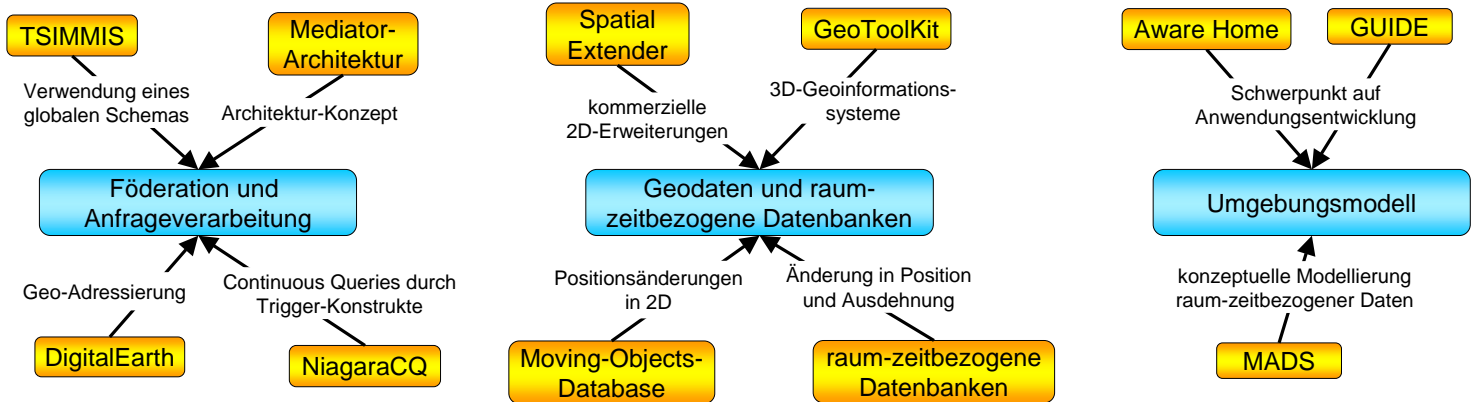 TSIMMIS
Mediator-
Architektur
Verwendung eines
globalen Schemas
Architektur-Konzept
Föderation und
Anfrageverarbeitung
Geo-Adressierung
Continuous Queries durch
Trigger-Konstrukte
DigitalEarth
NiagaraCQ
Spatial
Extender
GeoToolKit
kommerzielle
2D-Erweiterungen
3D-Geoinformations-
systeme
Geodaten und raum-
zeitbezogene Datenbanken
Positionsänderungen
in 2D
Änderung in Position
und Ausdehnung
Moving-Objects-
Database
raum-zeitbezogene
Datenbanken
Aware Home
GUIDE
Schwerpunkt auf
Anwendungsentwicklung
Umgebungsmodell
konzeptuelle Modellierung
raum-zeitbezogener Daten
MADS